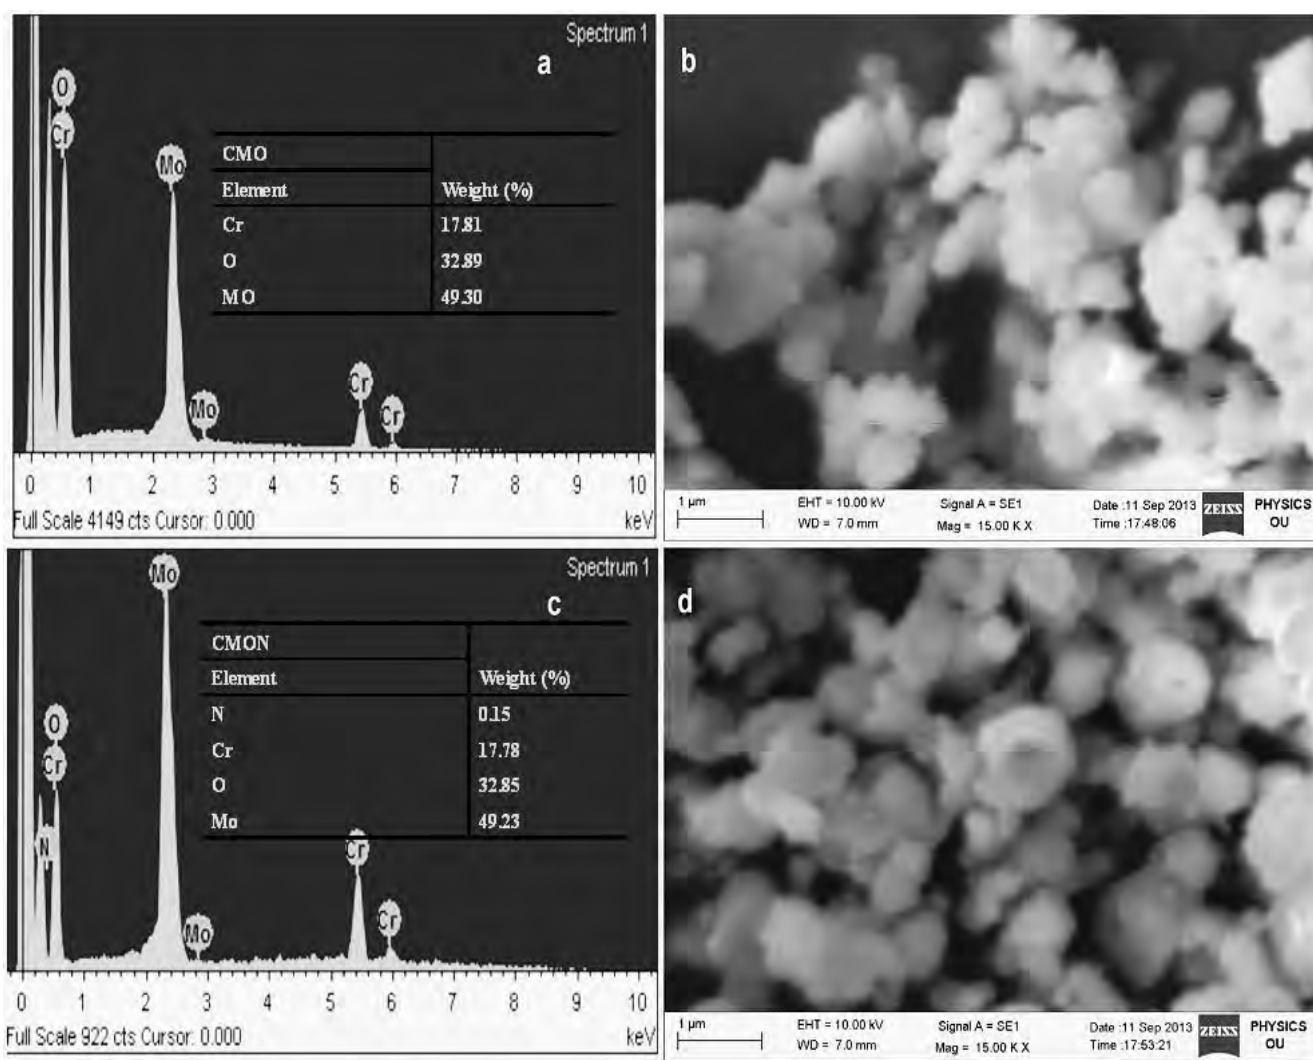 Spectrum 1
a
O
Cr
Mo
CMO
Element Weight (%)
Cr 17.81
O 32.89
MO 49.30
Mo
Cr
Cr
0 1 2 3 4 5 6 7 8 9 10
Full Scale 4149 cts Cursor: 0.000 keV
b
1 µm
EHT = 10.00 kV Signal A = SE1 Date :11 Sep 2013 ZEISS PHYSICS
WD = 7.0 mm Mag = 15.00 K X Time :17:48:06 OU
Spectrum 1
c
Mo
CMON
Element Weight (%)
N 0.15
Cr 17.78
O 32.85
Mo 49.23
O
Cr
N
Mo
Cr
Cr
0 1 2 3 4 5 6 7 8 9 10
Full Scale 922 cts Cursor: 0.000 keV
d
1 µm
EHT = 10.00 kV Signal A = SE1 Date :11 Sep 2013 ZEISS PHYSICS
WD = 7.0 mm Mag = 15.00 K X Time :17:53:21 OU